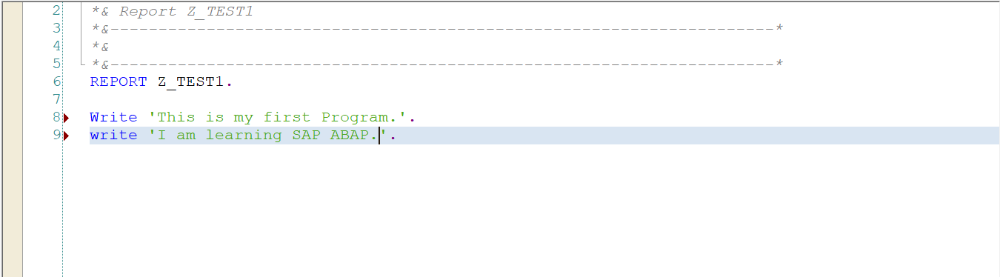 2 *& Report Z_TEST1
3 *&---------------------------------------------------------------------*
4 *&
5 *&---------------------------------------------------------------------*
6 REPORT Z_TEST1.
7
8 Write 'This is my first Program.'.
9 write 'I am learning SAP ABAP.'.